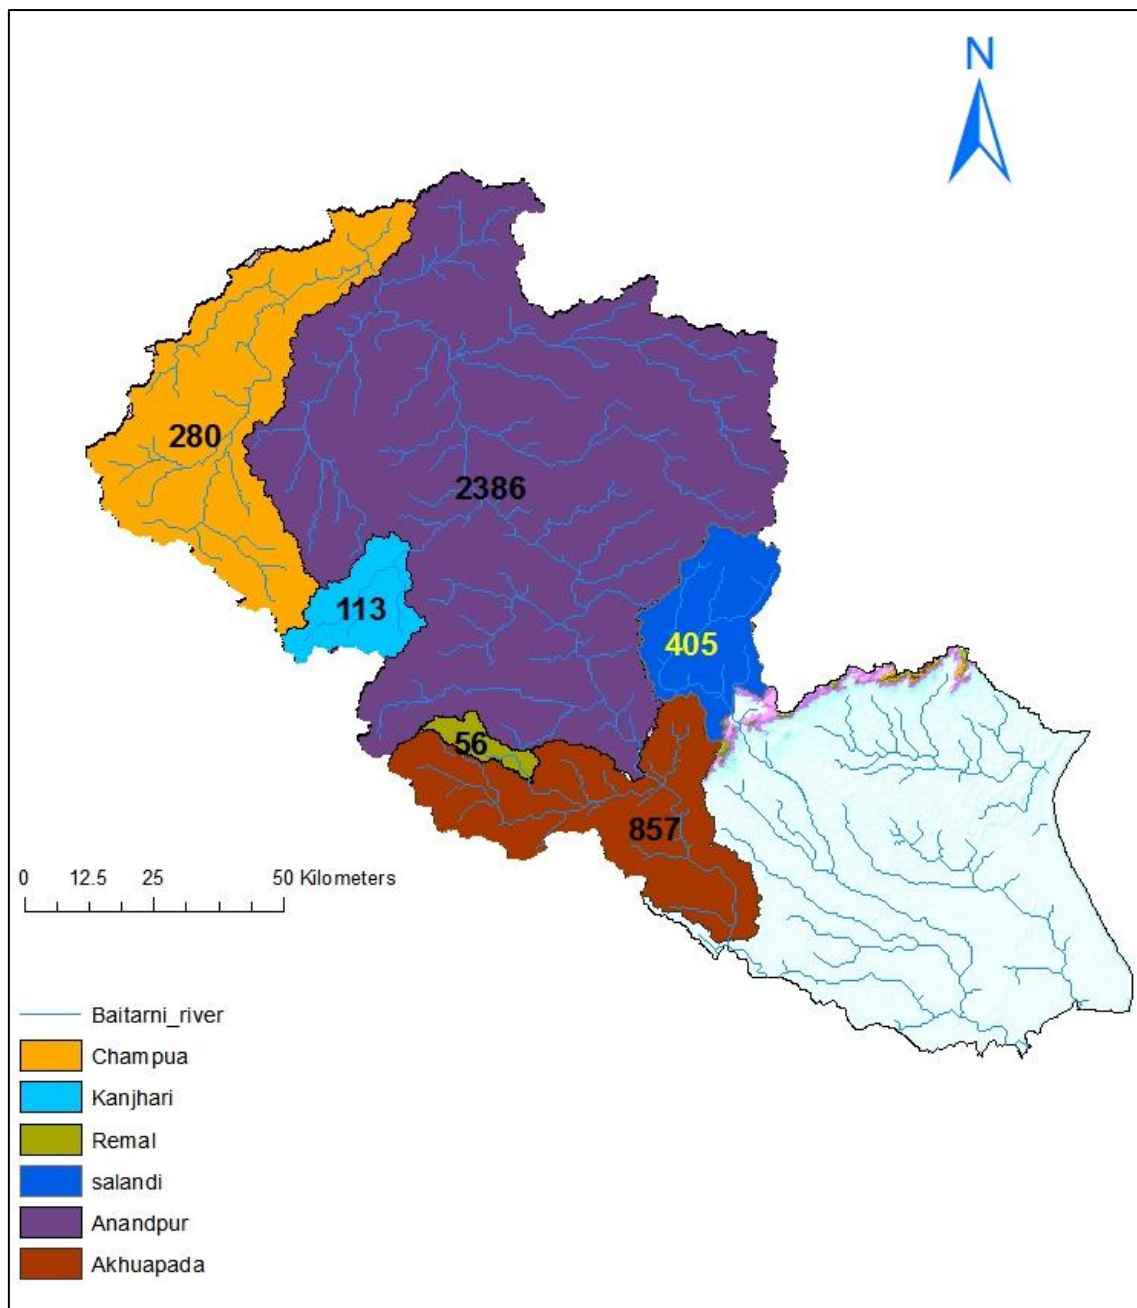 N
280
2386
113
405
56
857
0 12.5 25 50 Kilometers
Baitarni_river
Champua
Kanjhari
Remal
salandi
Anandpur
Akhuapada